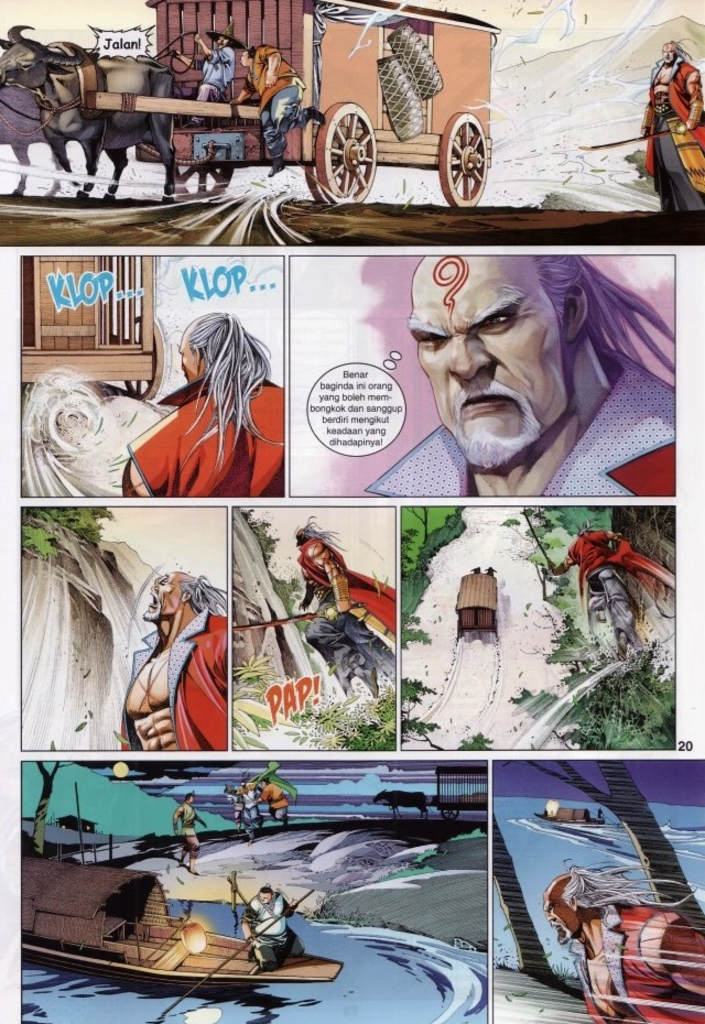 Jalan!
KLOP...
KLOP...
Benar
baginda ini orang
yang boleh mem-
bongkok dan sanggup
berdiri mengikut
keadaan yang
dihadapinya!
PAP!
20